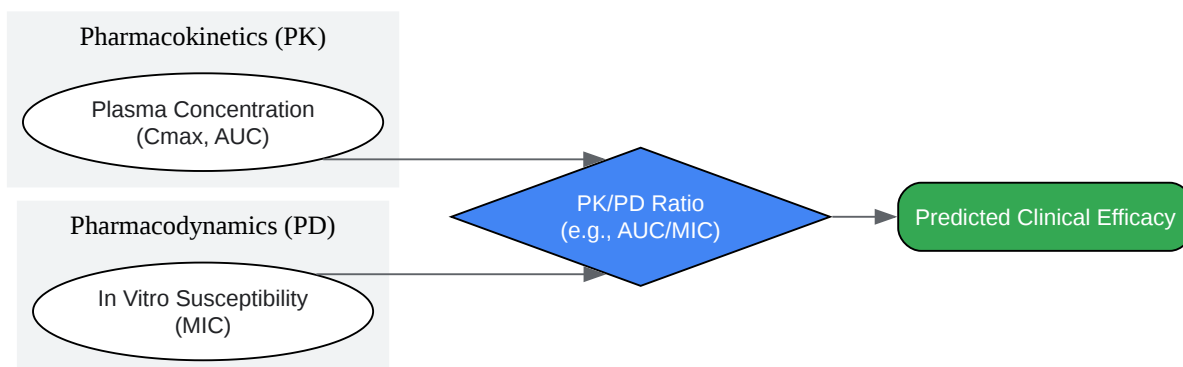 Pharmacokinetics (PK)
Plasma Concentration
(Cmax, AUC)
Pharmacodynamics (PD)
In Vitro Susceptibility
(MIC)
PK/PD Ratio
(e.g., AUC/MIC)
Predicted Clinical Efficacy